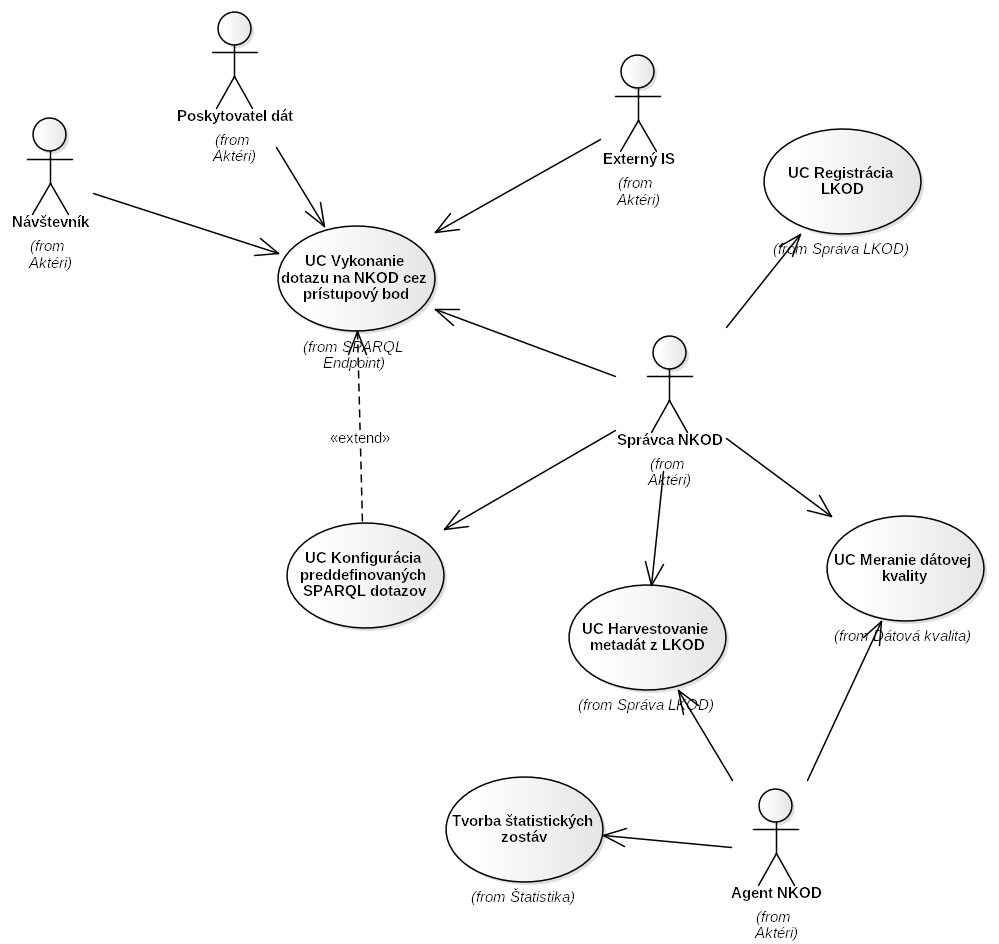 Poskytovatel dát
(from
Aktéri)
Externý IS
(from
Aktéri)
Návštevník
(from
Aktéri)
UC Registrácia
LKOD
(from Správa LKOD)
UC Vykonanie
dotazu na NKOD cez
prístupový bod
(from SPARQL
Endpoint)
«extend»
Správca NKOD
(from
Aktéri)
UC Konfigurácia
preddefinovaných
SPARQL dotazov
UC Meranie dátovej
kvality
(from Dátová kvalita)
UC Harvestovanie
metadát z LKOD
(from Správa LKOD)
Tvorba štatistických
zostáv
(from Štatistika)
Agent NKOD
(from
Aktéri)